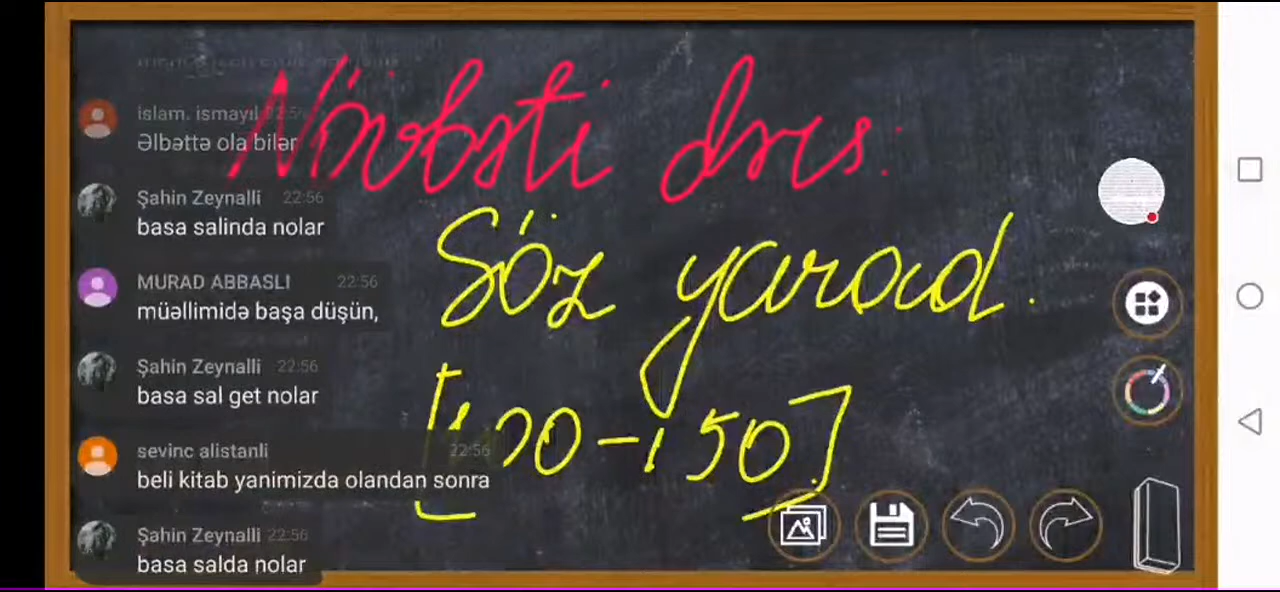 Növbəti dərs:
Söz yarad.
[100-150]
islam. ismayıl 22:56
Əlbəttə ola bilər
Şahin Zeynalli 22:56
basa salinda nolar
MURAD ABBASLI 22:56
müəllimidə başa düşün,
Şahin Zeynalli 22:56
basa sal get nolar
sevinc alistanli 22:56
beli kitab yanimizda olandan sonra
Şahin Zeynalli 22:56
basa salda nolar